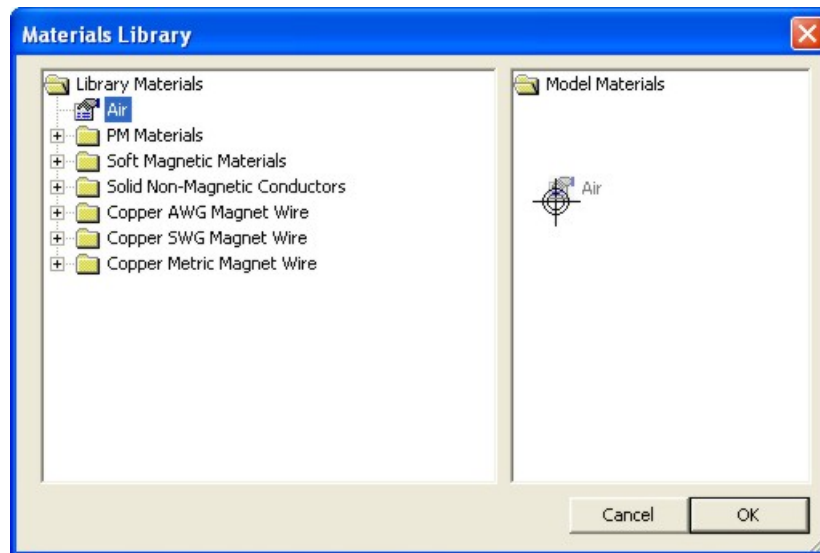 Materials Library
Library Materials
Air
PM Materials
Soft Magnetic Materials
Solid Non-Magnetic Conductors
Copper AWG Magnet Wire
Copper SWG Magnet Wire
Copper Metric Magnet Wire
Model Materials
Air
Cancel
OK